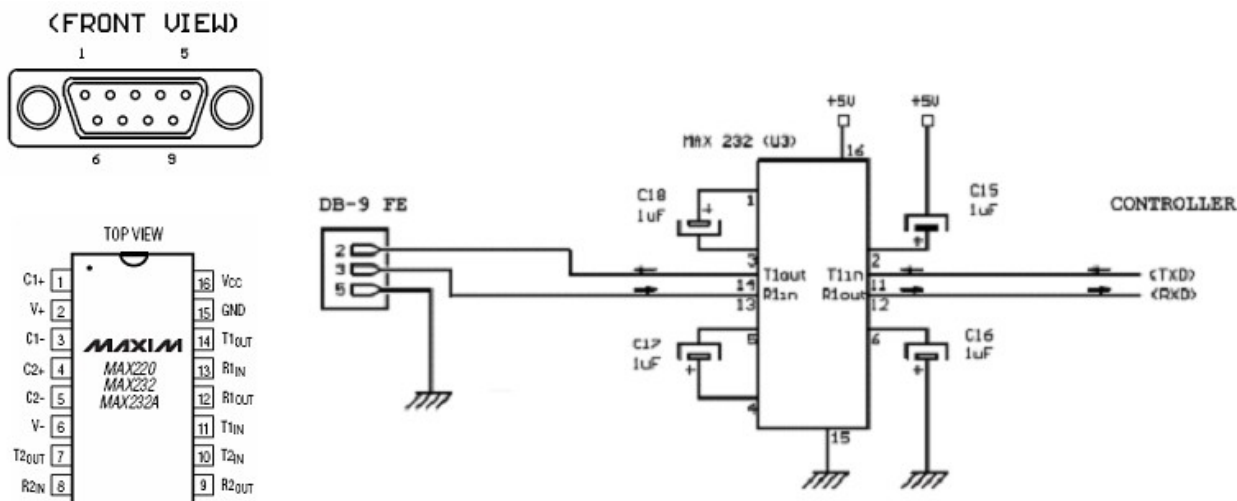 (FRONT VIEW)
1 5
6 9
TOP VIEW
C1+ 1 16 VCC
V+ 2 15 GND
C1- 3 14 T1OUT
C2+ 4 13 R1IN
C2- 5 12 R1OUT
V- 6 11 T1IN
T2OUT 7 10 T2IN
R2IN 8 9 R2OUT
MAXIM
MAX220
MAX232
MAX232A
DB-9 FE
2
3
5
MAX 232 (U3)
+5V +5V
16
C18
1uF
+
1
3
C15
1uF
+
2
CONTROLLER
T1out T1in
14 11
R1in R1out
13 12
(TXD)
(RXD)
C17
1uF
+
5
4
C16
1uF
+
6
15